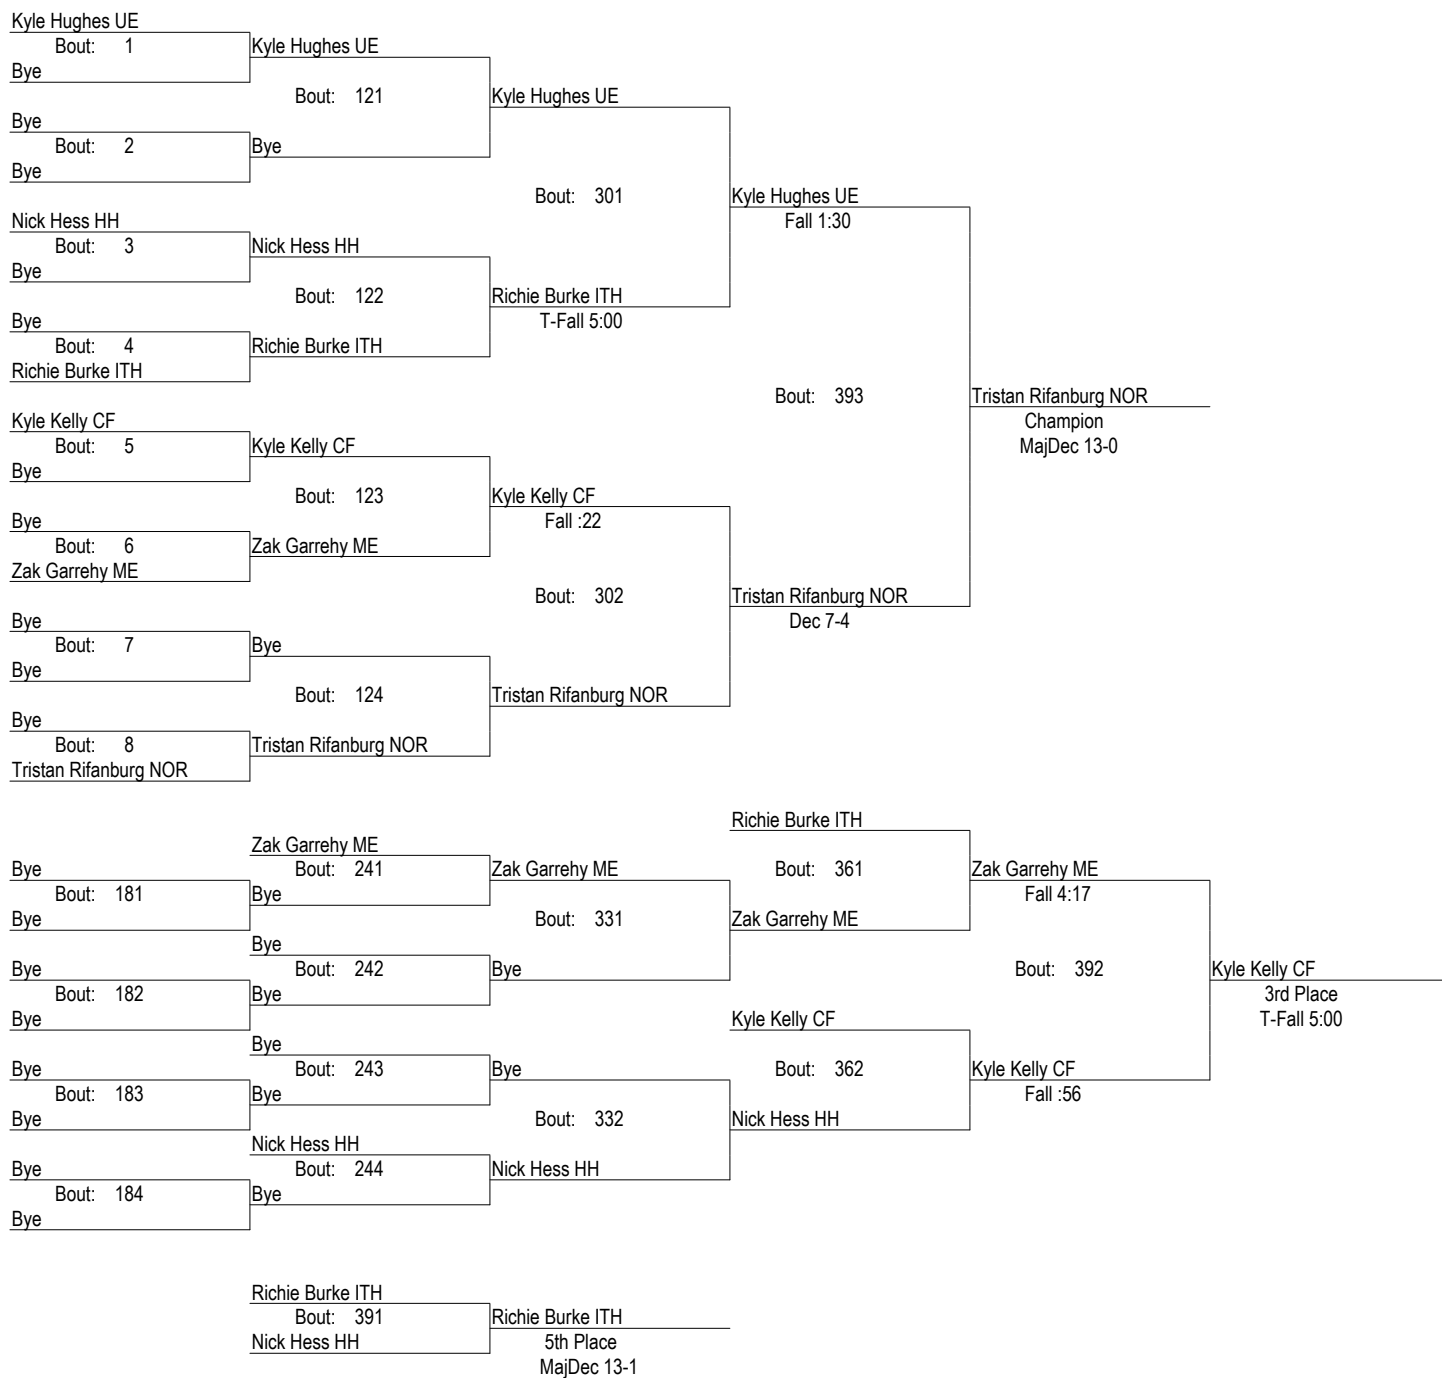 Kyle Hughes UE
Bout: 1 Kyle Hughes UE
Bye
Bout: 121 Kyle Hughes UE
Bye
Bout: 2 Bye
Bye
Bout: 301 Kyle Hughes UE
Nick Hess HH Fall 1:30
Bout: 3 Nick Hess HH
Bye
Bout: 122 Richie Burke ITH
Bye T-Fall 5:00
Bout: 4 Richie Burke ITH
Richie Burke ITH
Bout: 393 Tristan Rifanburg NOR
Kyle Kelly CF Champion
Bout: 5 Kyle Kelly CF MajDec 13-0
Bye
Bout: 123 Kyle Kelly CF
Bye Fall :22
Bout: 6 Zak Garrehy ME
Zak Garrehy ME
Bout: 302 Tristan Rifanburg NOR
Bye Dec 7-4
Bout: 7 Bye
Bye
Bout: 124 Tristan Rifanburg NOR
Bye
Bout: 8 Tristan Rifanburg NOR
Tristan Rifanburg NOR
Richie Burke ITH
Zak Garrehy ME
Bye Bout: 241 Zak Garrehy ME Bout: 361 Zak Garrehy ME
Bout: 181 Bye Fall 4:17
Bye Bout: 331 Zak Garrehy ME
Bye
Bye Bout: 242 Bye Bout: 392 Kyle Kelly CF
Bout: 182 Bye 3rd Place
Bye Kyle Kelly CF T-Fall 5:00
Bye
Bye Bout: 243 Bye Bout: 362 Kyle Kelly CF
Bout: 183 Bye Fall :56
Bye Bout: 332 Nick Hess HH
Nick Hess HH
Bye Bout: 244 Nick Hess HH
Bout: 184 Bye
Bye
Richie Burke ITH
Bout: 391 Richie Burke ITH
Nick Hess HH 5th Place
MajDec 13-1